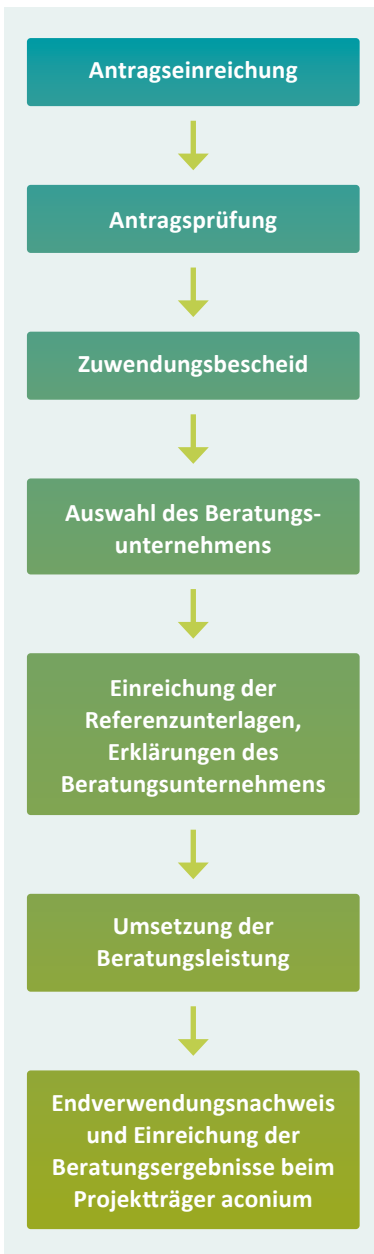 Antragseinreichung
Antragsprüfung
Zuwendungsbescheid
Auswahl des Beratungs-
unternehmens
Einreichung der
Referenzunterlagen,
Erklärungen des
Beratungsunternehmens
Umsetzung der
Beratungsleistung
Endverwendungsnachweis
und Einreichung der
Beratungsergebnisse beim
Projektträger aconium